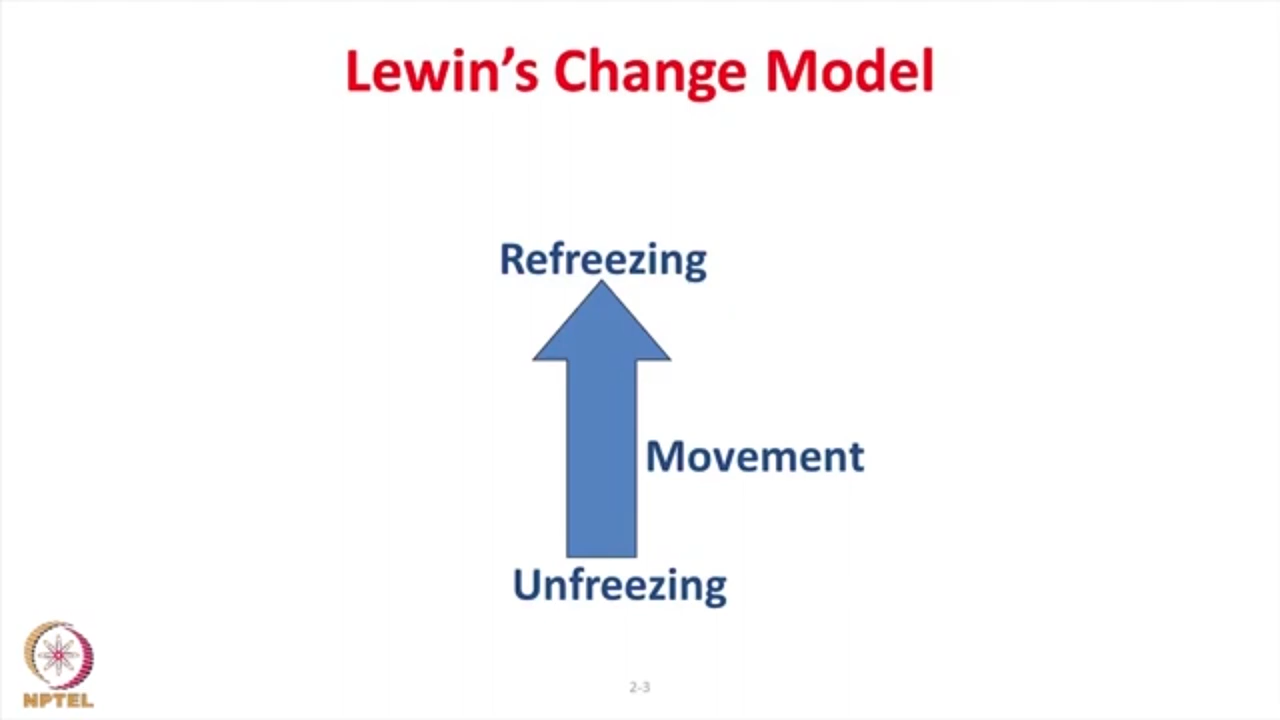 Lewin’s Change Model
Refreezing
Movement
Unfreezing
NPTEL
2-3